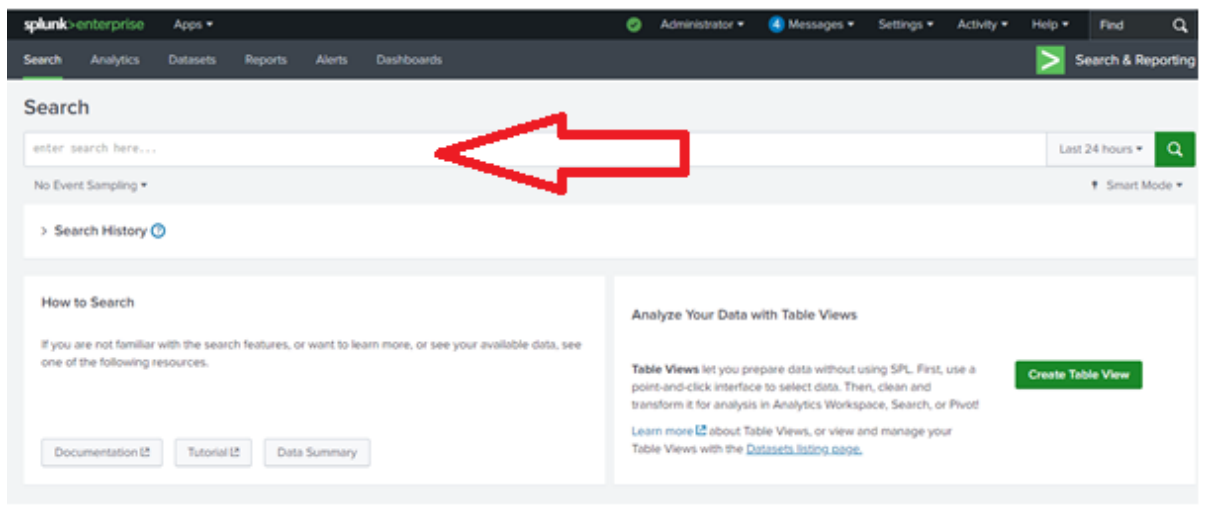 splunk>enterprise Apps Administrator 4 Messages Settings Activity Help Find
Search Analytics Datasets Reports Alerts Dashboards Search & Reporting
Search
enter search here... Last 24 hours
No Event Sampling Smart Mode
> Search History ?
How to Search
If you are not familiar with the search features, or want to learn more, or see your available data, see
one of the following resources.
Documentation Tutorial Data Summary
Analyze Your Data with Table Views
Table Views let you prepare data without using SPL. First, use a
point-and-click interface to select data. Then, clean and
transform it for analysis in Analytics Workspace, Search, or Pivot!
Learn more about Table Views, or view and manage your
Table Views with the Datasets listing page.
Create Table View